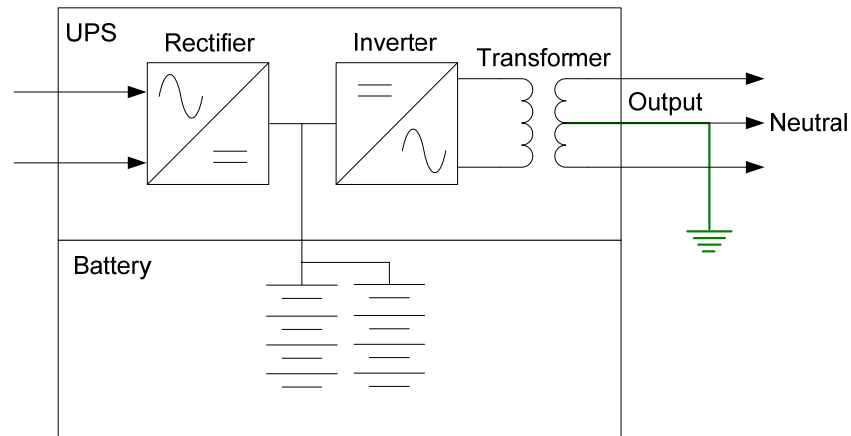 UPS
Rectifier
Inverter
Transformer
Output
Neutral
Battery